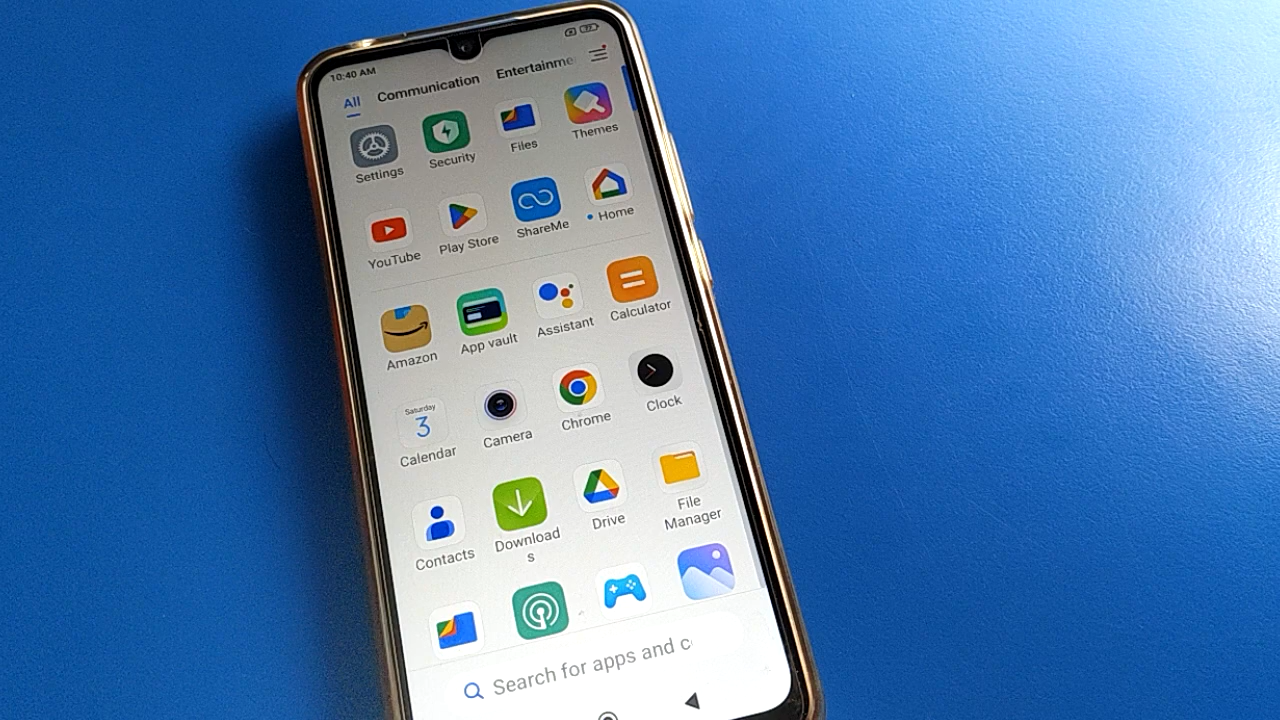 10:40 AM
All Communication Entertainme
Settings Security Files Themes
YouTube Play Store ShareMe Home
Amazon App vault Assistant Calculator
Saturday
3
Calendar Camera Chrome Clock
Contacts Download Drive File
s Manager
Search for apps and c